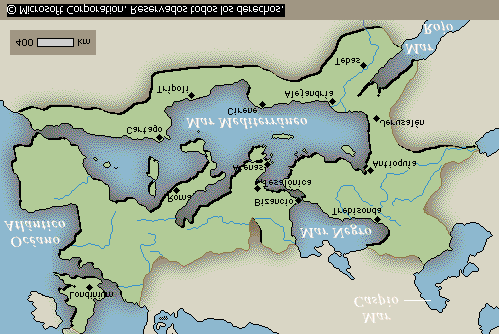 Mar
Caspio
Londinium
Océano
Atlántico
Mar Negro
Trebisonda
Bizancio
Roma
Tesalónica
Atenas
Antioquía
Cartago
Mar Mediterráneo
Jerusalén
Cirene
Alejandría
Trípoli
Tebas
Mar
Rojo
400 km
© Microsoft Corporation. Reservados todos los derechos.